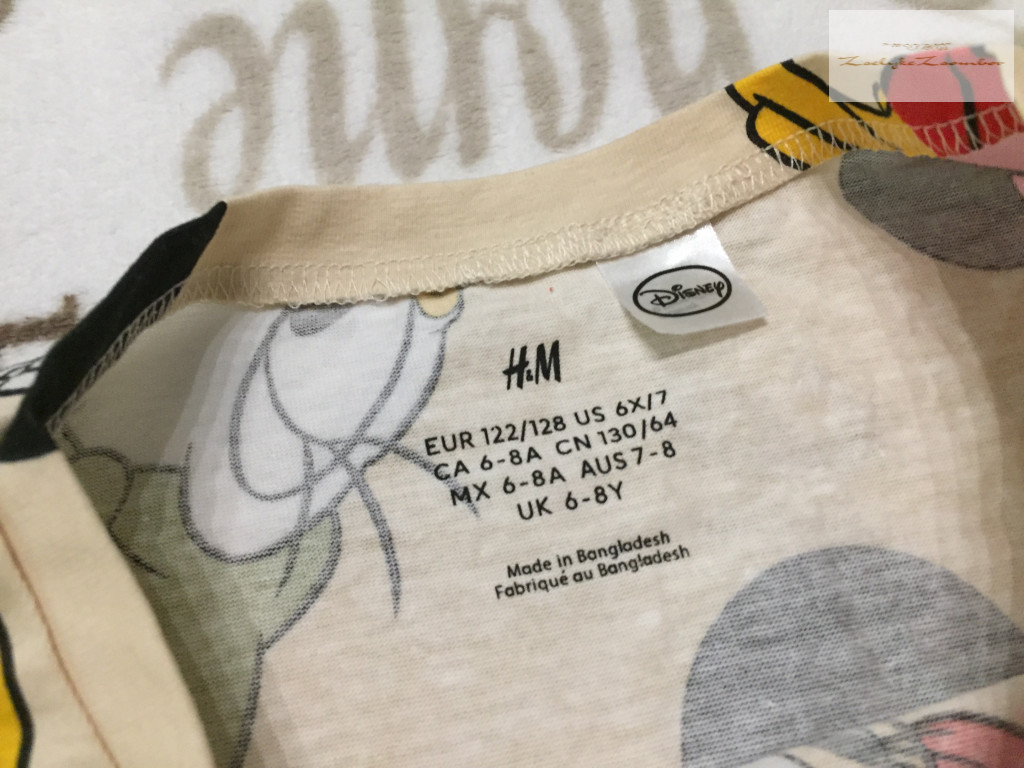 Disney
H&M
EUR 122/128 US 6X/7
CA 6-8A CN 130/64
MX 6-8A AUS 7-8
UK 6-8Y
Made in Bangladesh
Fabriqué au Bangladesh